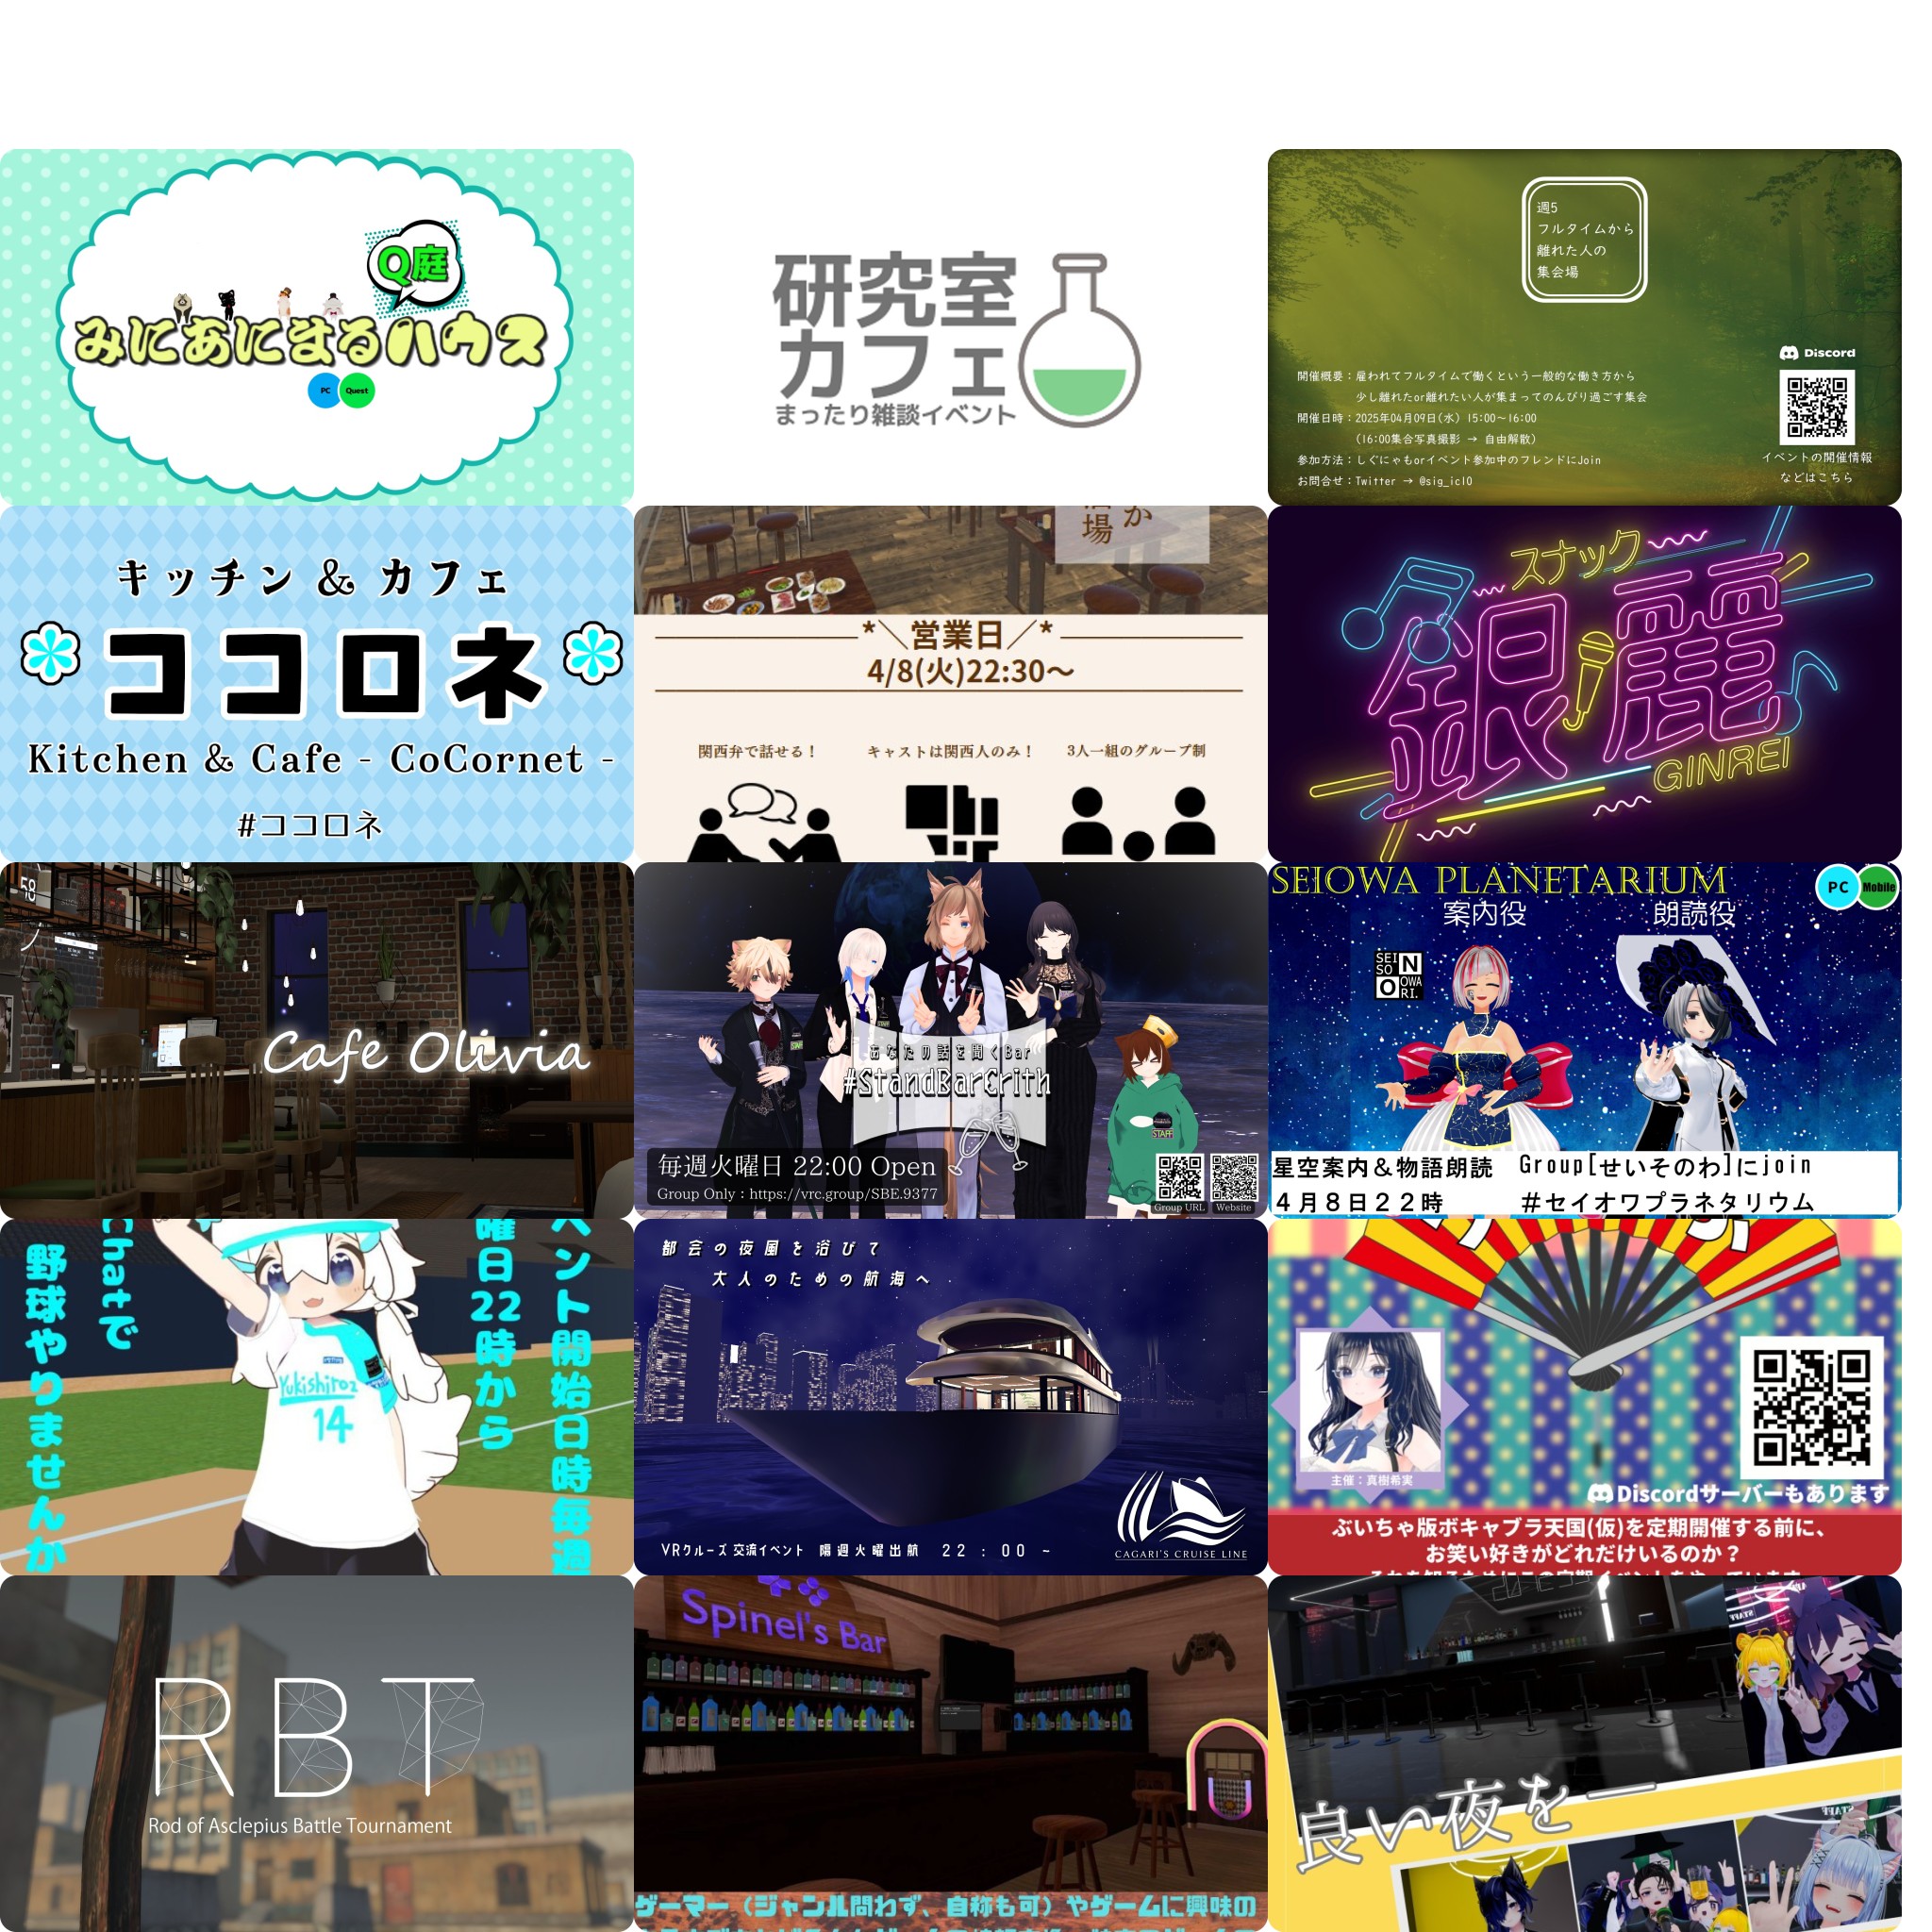 Q庭
みにあにまるハウス
PC
Quest
研究室
カフェ
まったり雑談イベント
週5
フルタイムから
離れた人の
集会場
開催概要：雇われてフルタイムで働くという一般的な働き方から
少し離れたor離れたい人が集まってのんびり過ごす集会
開催日時：2025年04月09日(水) 15:00~16:00
(16:00集合写真撮影 → 自由解散)
参加方法：しぐにゃもorイベント参加中のフレンドにJoin
お問合せ：Twitter → @sig_ic10
Discord
イベントの開催情報
などはこちら
キッチン & カフェ
ココロネ
Kitchen & Cafe - CoCornet -
#ココロネ
か
場
*＼営業日／*
4/8(火)22:30～
関西弁で話せる！
キャストは関西人のみ！
3人一組のグループ制
スナック
銀麗
GINREI
Cafe Olivia
あなたの話を聞くBar
#StandBarCrith
毎週火曜日 22:00 Open
Group Only : https://vrc.group/SBE.9377
STAFF
Group URL
Website
SEIOWA PLANETARIUM
PC
Mobile
案内役
朗読役
SEI
SO
N
O
OWA
RI.
星空案内＆物語朗読 Group[せいそのわ]にjoin
４月８日２２時 ＃セイオワプラネタリウム
ベント開始日時毎週
曜日22時から
Chatで
野球やりませんか
Yukishiroz
14
都会の夜風を浴びて
大人のための航海へ
VRクルーズ 交流イベント 隔週火曜出航 22：00 ~
CAGARI'S CRUISE LINE
主催：真樹希実
Discordサーバーもあります
ぶいちゃ版ボキャブラ天国(仮)を定期開催する前に、
お笑い好きがどれだけいるのか？
RBT
Rod of Asclepius Battle Tournament
Spinel's Bar
ゲーマー（ジャンル問わず、自称も可）やゲームに興味の
良い夜を―